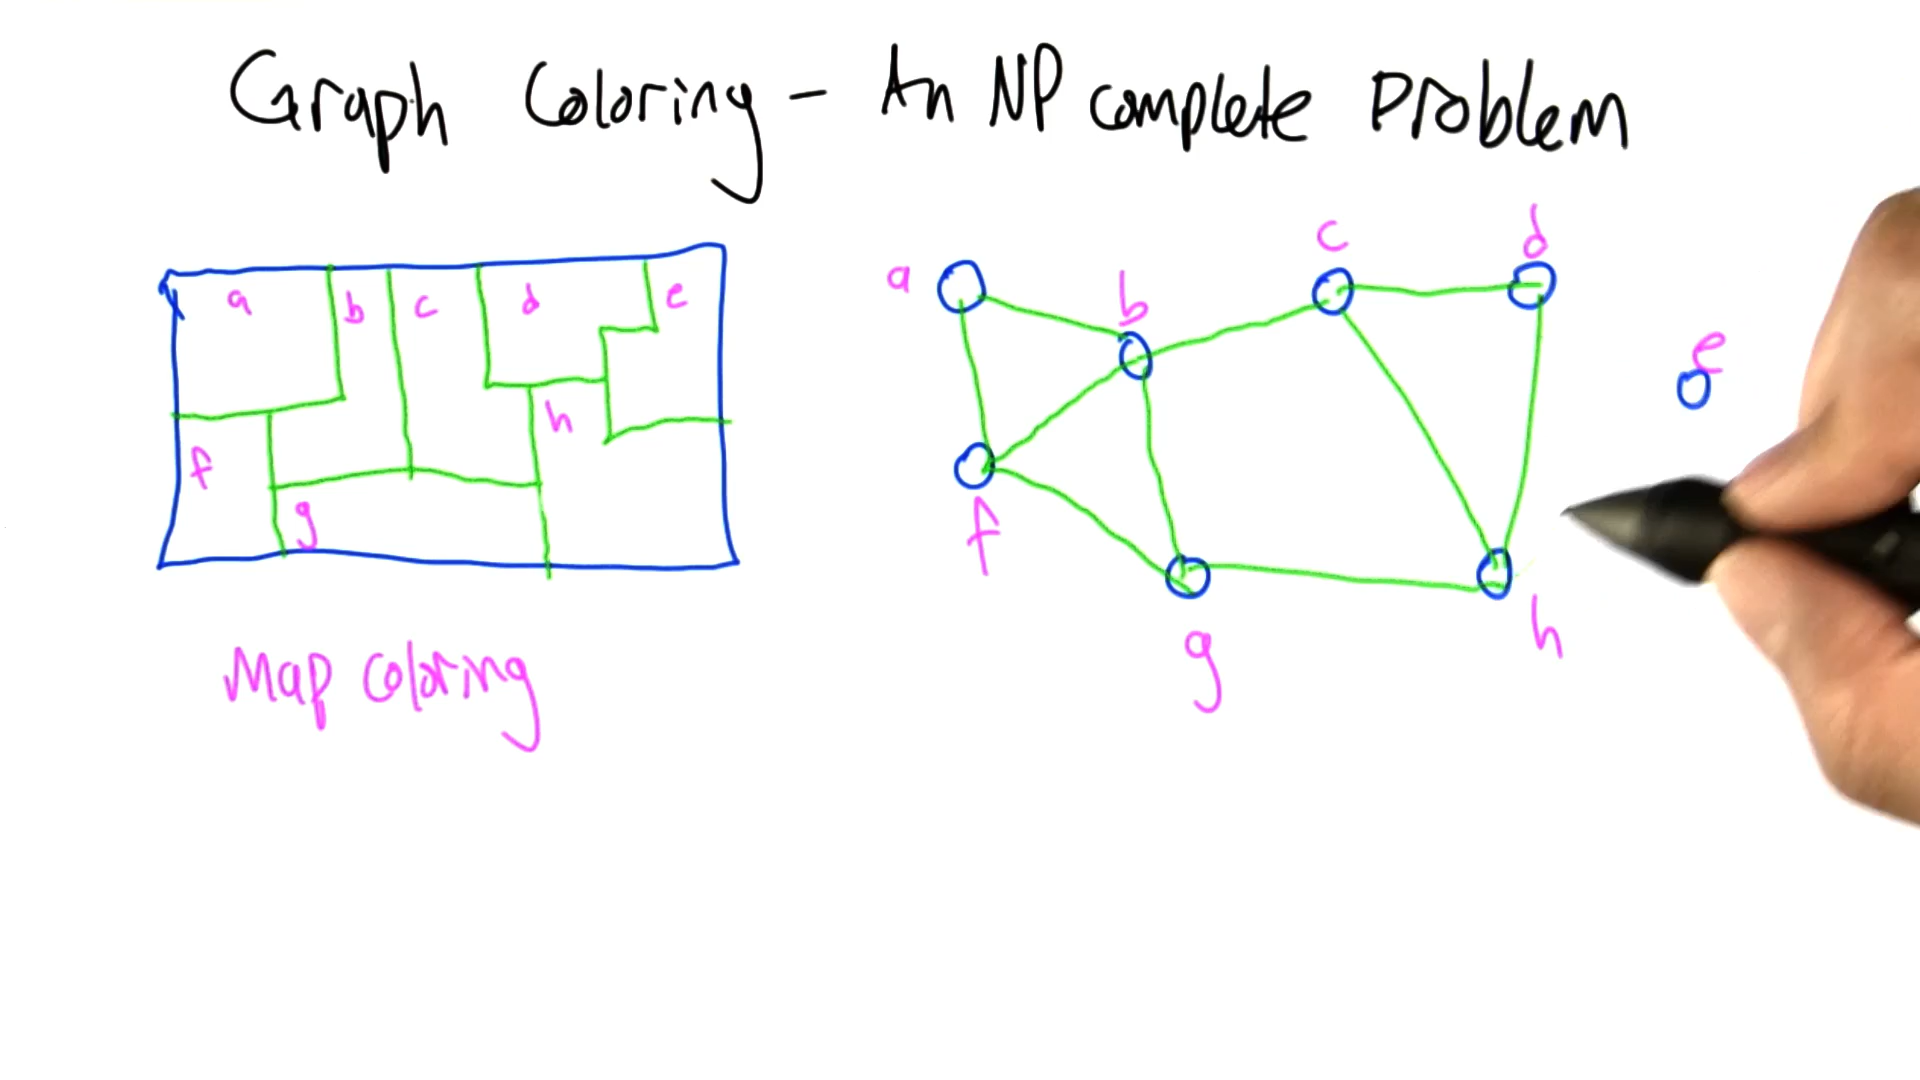 Graph Coloring - An NP complete Problem
a b c d e
f h
g
Map Coloring
a b c d
e
f
g h